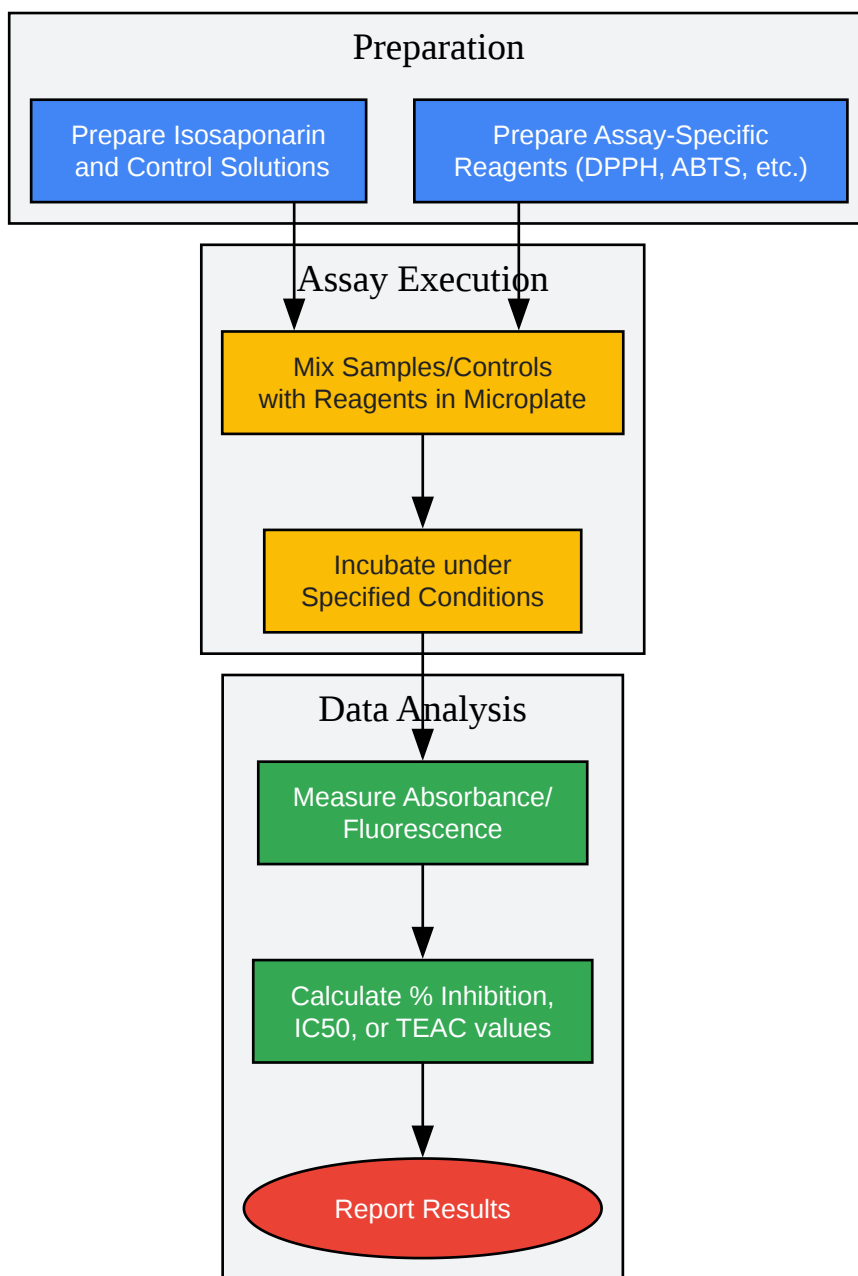 Preparation
Prepare Isosaponarin
and Control Solutions
Prepare Assay-Specific
Reagents (DPPH, ABTS, etc.)
Assay Execution
Mix Samples/Controls
with Reagents in Microplate
Incubate under
Specified Conditions
Data Analysis
Measure Absorbance/
Fluorescence
Calculate % Inhibition,
IC50, or TEAC values
Report Results